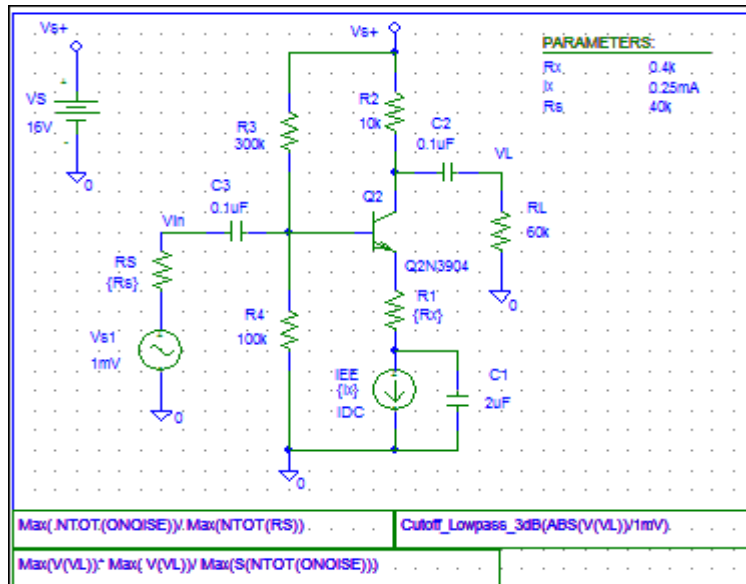 Vs+
Vs+
PARAMETERS:
Rx 0.4k
Ix 0.25mA
Rs 40k
VS
+
16V
-
0
R3
300k
R2
10k
C2
0.1uF
VL
C3
0.1uF
Q2
RL
60k
Vin
Q2N3904
0
RS
{Rs}
R1
{Rx}
R4
100k
Vs1
1mV
IEE
{Ix}
IDC
C1
2uF
0
0
Max( NTOT(ONOISE))/ Max(NTOT(RS))
Cutoff_Lowpass_3dB(ABS(V(VL))/1mV)
Max(V(VL))* Max( V(VL))/ Max(S(NTOT(ONOISE)))